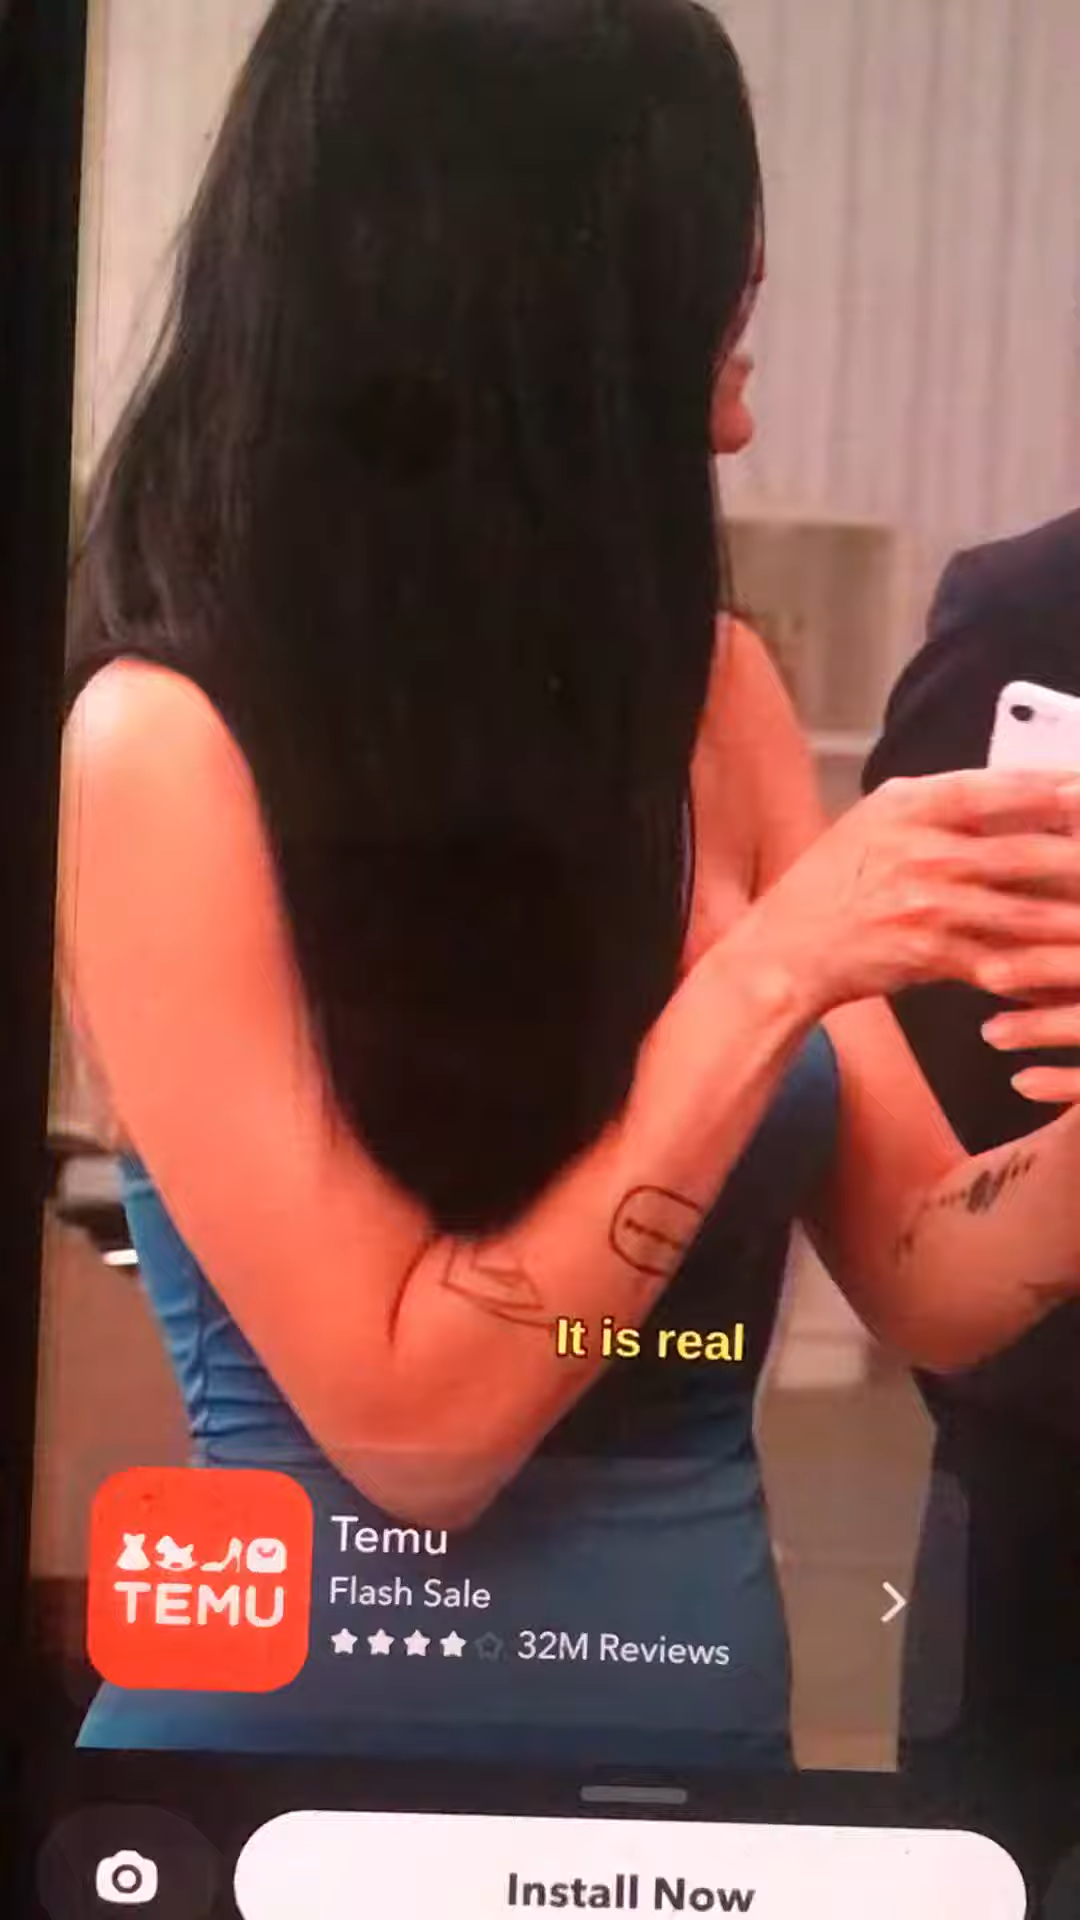 It is real
TEMU
Temu
Flash Sale
32M Reviews
Install Now